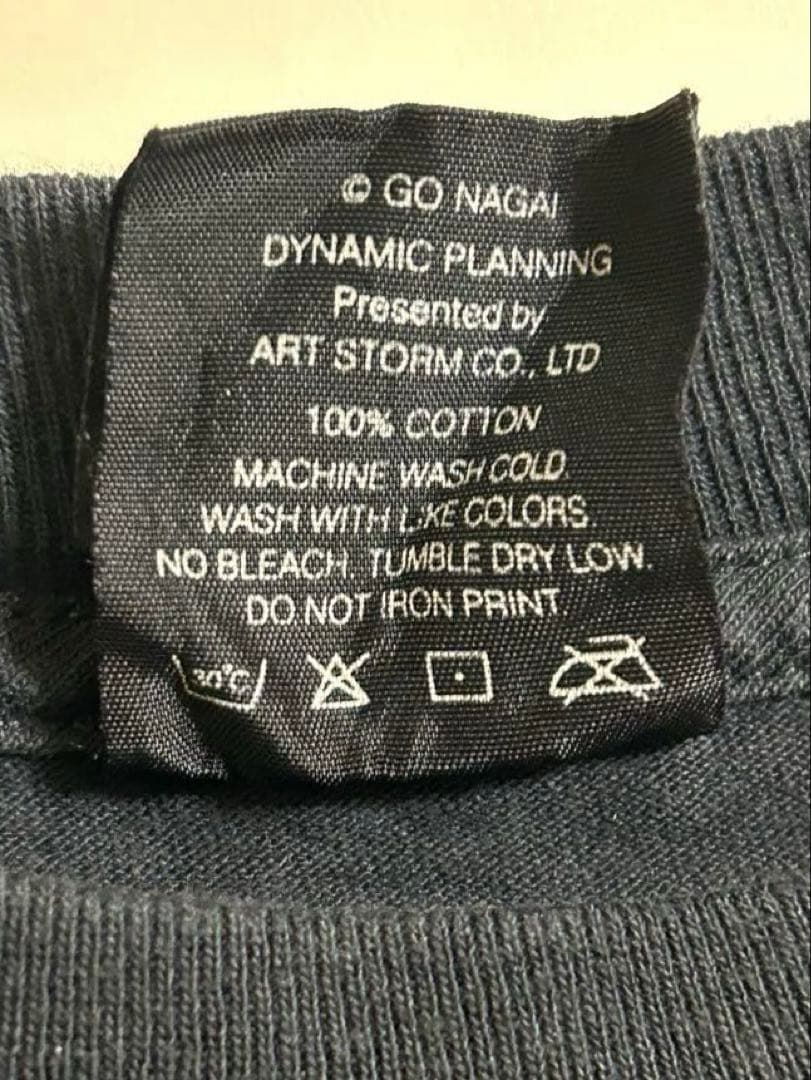 © GO NAGAI
DYNAMIC PLANNING
Presented by
ART STORM CO., LTD
100% COTTON
MACHINE WASH COLD.
WASH WITH LIKE COLORS.
NO BLEACH. TUMBLE DRY LOW.
DO NOT IRON PRINT.
30°C